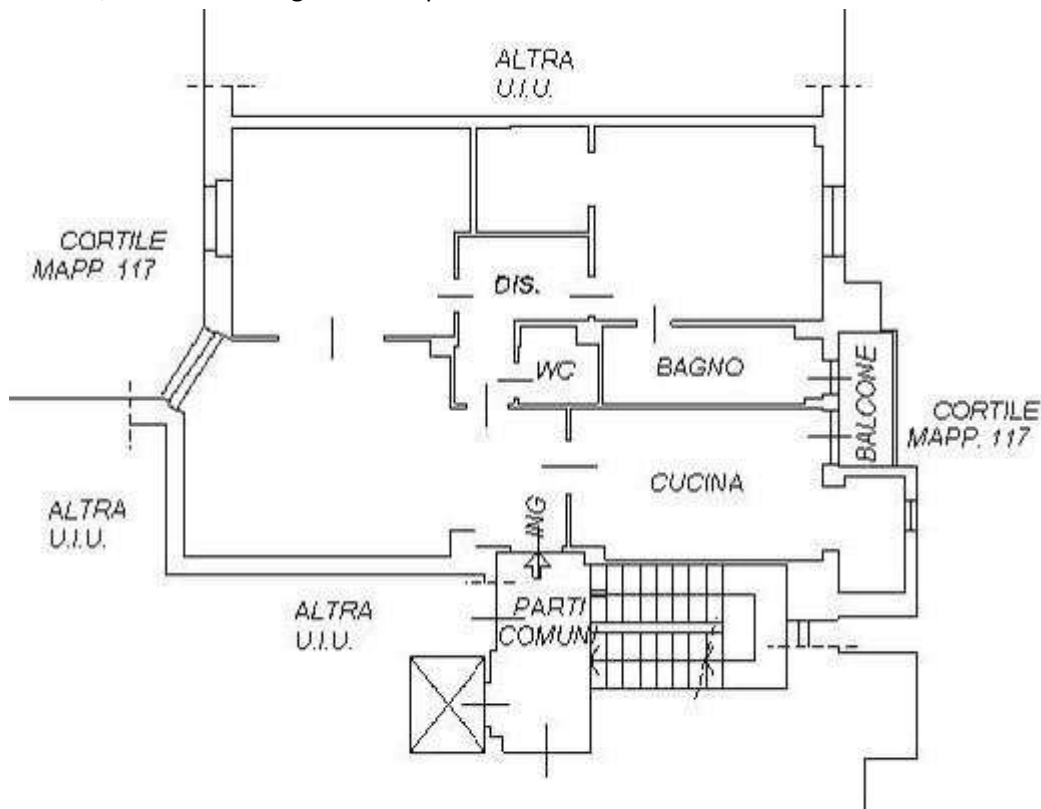 ALTRA
U.I.U.
CORTILE
MAPP. 117
DIS.
WC
BAGNO
BALCONE
CORTILE
MAPP. 117
CUCINA
ING
ALTRA
U.I.U.
ALTRA
U.I.U.
PARTI
COMUNI